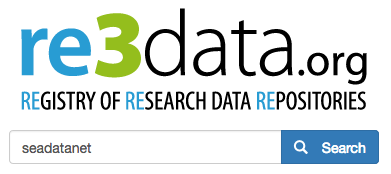 re3data.org
REGISTRY OF RESEARCH DATA REPOSITORIES
seadatanet Search